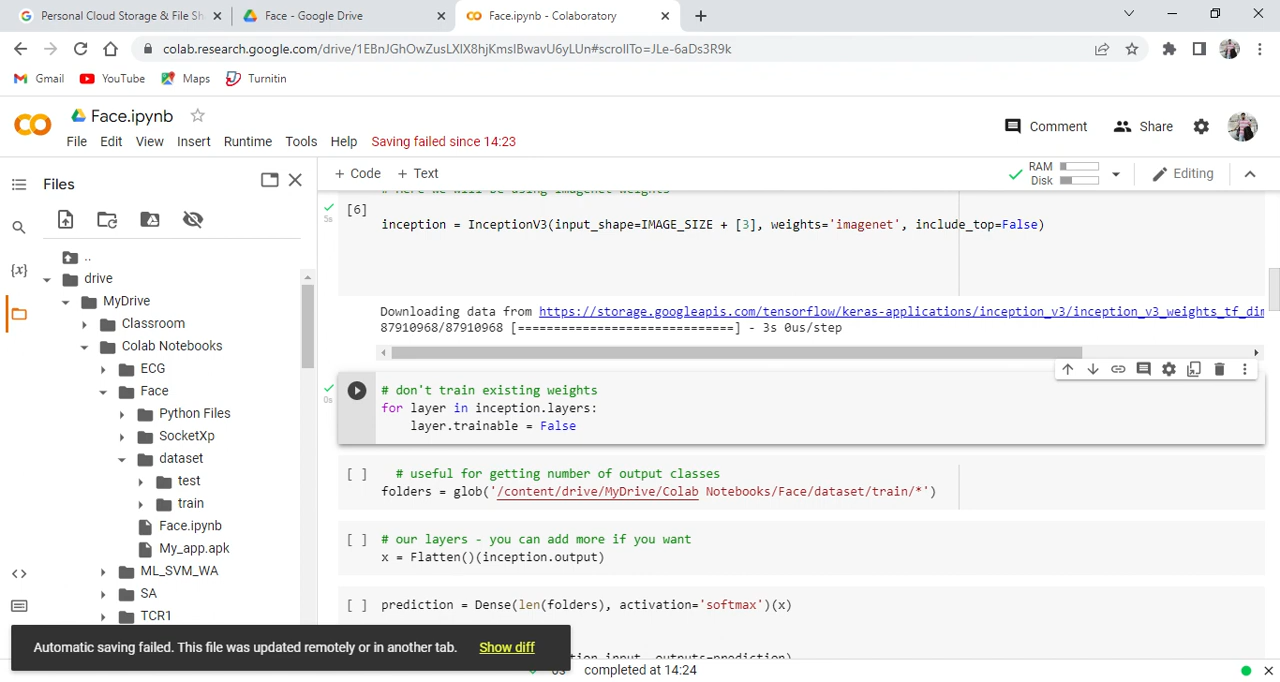 Personal Cloud Storage & File Sh
Face - Google Drive
Face.ipynb - Colaboratory
colab.research.google.com/drive/1EBnJGhOwZusLXIX8hjKmsIBwavU6yLUn#scrollTo=JLe-6aDs3R9k
Gmail
YouTube
Maps
Turnitin
Face.ipynb
File Edit View Insert Runtime Tools Help Saving failed since 14:23
Comment
Share
Files
+ Code + Text
RAM
Disk
Editing
[6]
inception = InceptionV3(input_shape=IMAGE_SIZE + [3], weights='imagenet', include_top=False)
Downloading data from https://storage.googleapis.com/tensorflow/keras-applications/inception_v3/inception_v3_weights_tf_dim
87910968/87910968 [==============================] - 3s 0us/step
5s
..
drive
MyDrive
Classroom
Colab Notebooks
ECG
Face
Python Files
SocketXp
dataset
test
train
Face.ipynb
My_app.apk
ML_SVM_WA
SA
TCR1
0s
# don't train existing weights
for layer in inception.layers:
layer.trainable = False
[ ]
# useful for getting number of output classes
folders = glob('/content/drive/MyDrive/Colab Notebooks/Face/dataset/train/*')
[ ]
# our layers - you can add more if you want
x = Flatten()(inception.output)
[ ]
prediction = Dense(len(folders), activation='softmax')(x)
Automatic saving failed. This file was updated remotely or in another tab. Show diff
completed at 14:24